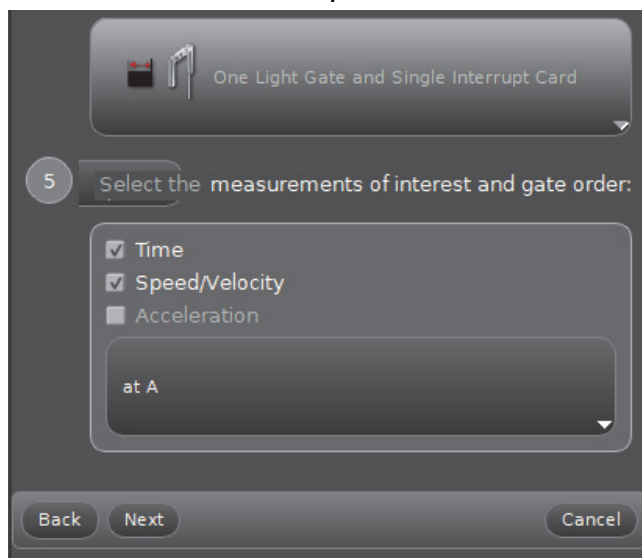 One Light Gate and Single Interrupt Card
5 Select the measurements of interest and gate order:
Time
Speed/Velocity
Acceleration
at A
Back Next Cancel